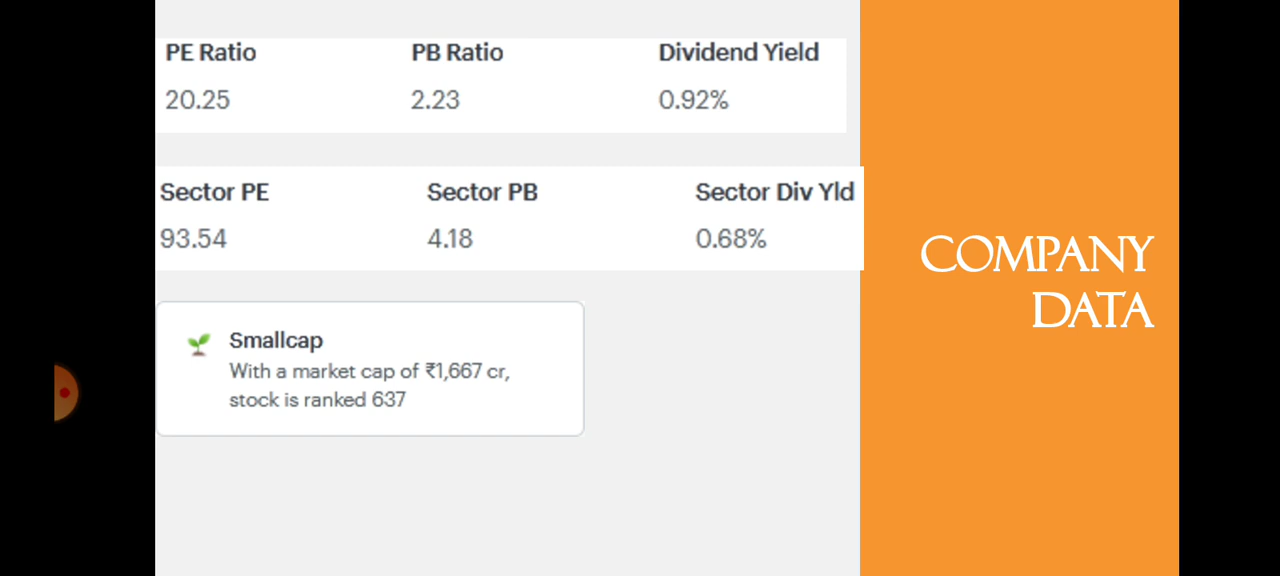 PE Ratio PB Ratio Dividend Yield
20.25 2.23 0.92%
Sector PE Sector PB Sector Div Yld
93.54 4.18 0.68%
Smallcap
With a market cap of ₹1,667 cr,
stock is ranked 637
COMPANY
DATA